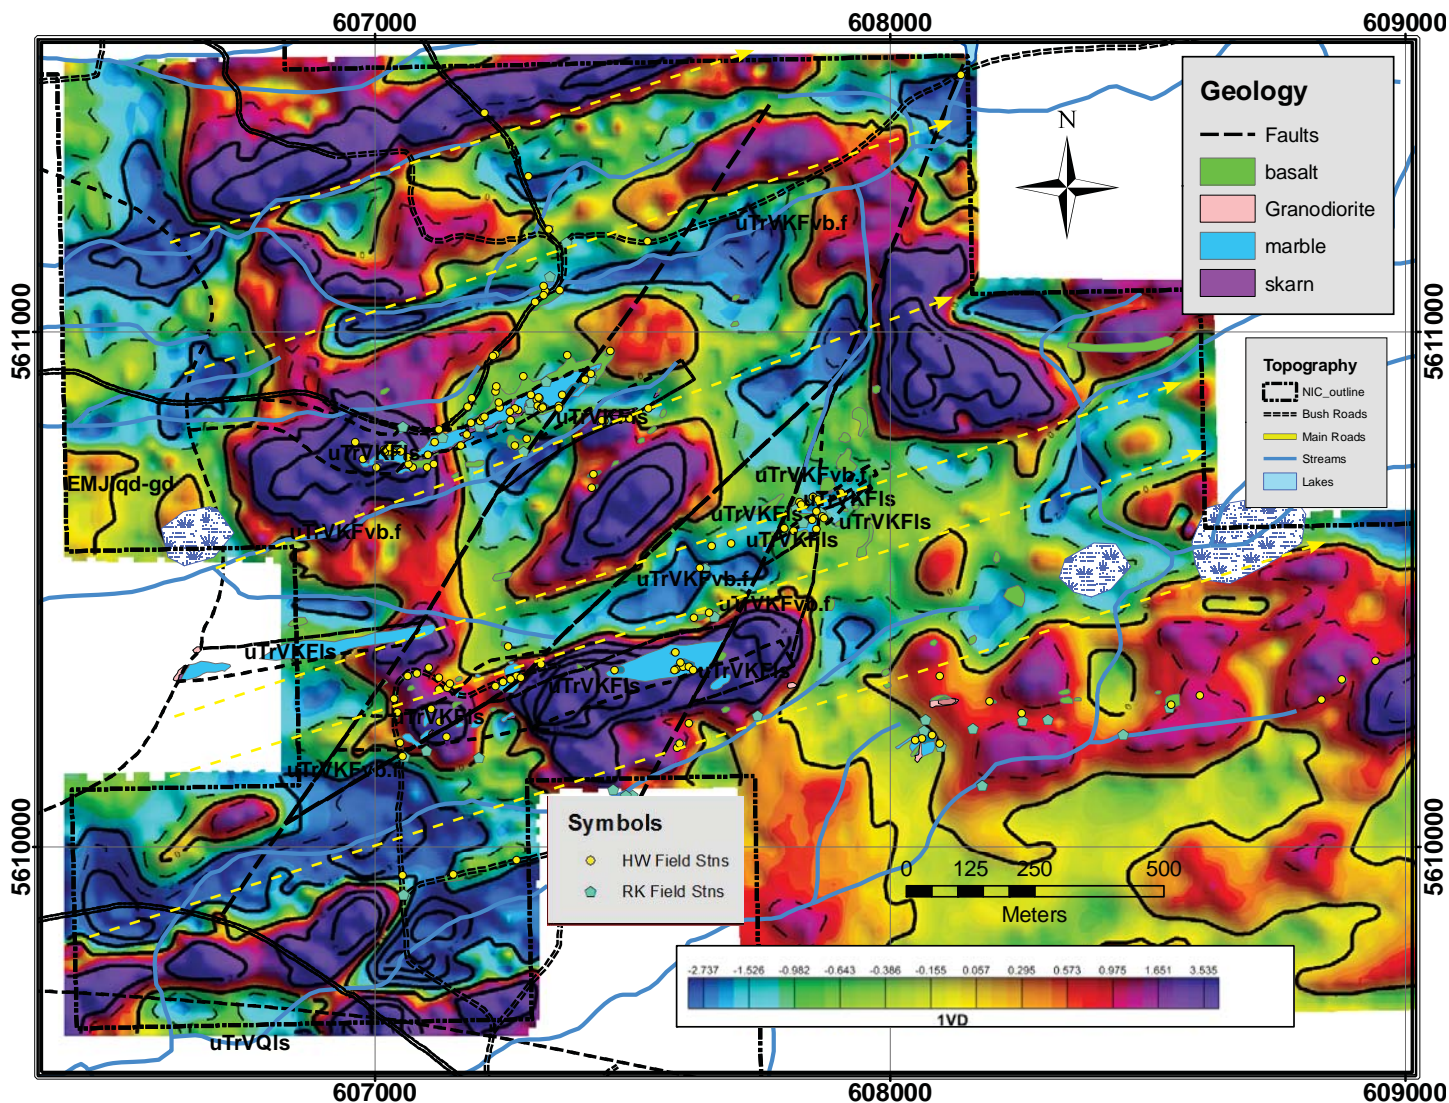 607000
608000
609000
Geology
Faults
basalt
Granodiorite
marble
skarn
N
uTrVKFvb.f
5611000
5611000
Topography
NIC_outline
Bush Roads
Main Roads
Streams
Lakes
uTrVKFls
uTrVKFls
EMJIqd-gd
uTrVKFvb.f
uTrVKFls
uTrVKFls
uTrVKFls
uTrVKFls
uTrVKFvb.f
uTrVKFvb.f
uTrVKFvb.f
uTrVKFls
uTrVKFls
uTrVKFls
uTrVKFls
uTrVKFvb.f
Symbols
HW Field Stns
RK Field Stns
5610000
5610000
0 125 250 500
Meters
-2.737 -1.526 -0.982 -0.643 -0.386 -0.155 0.057 0.295 0.573 0.975 1.651 3.535
1VD
uTrVQls
607000
608000
609000